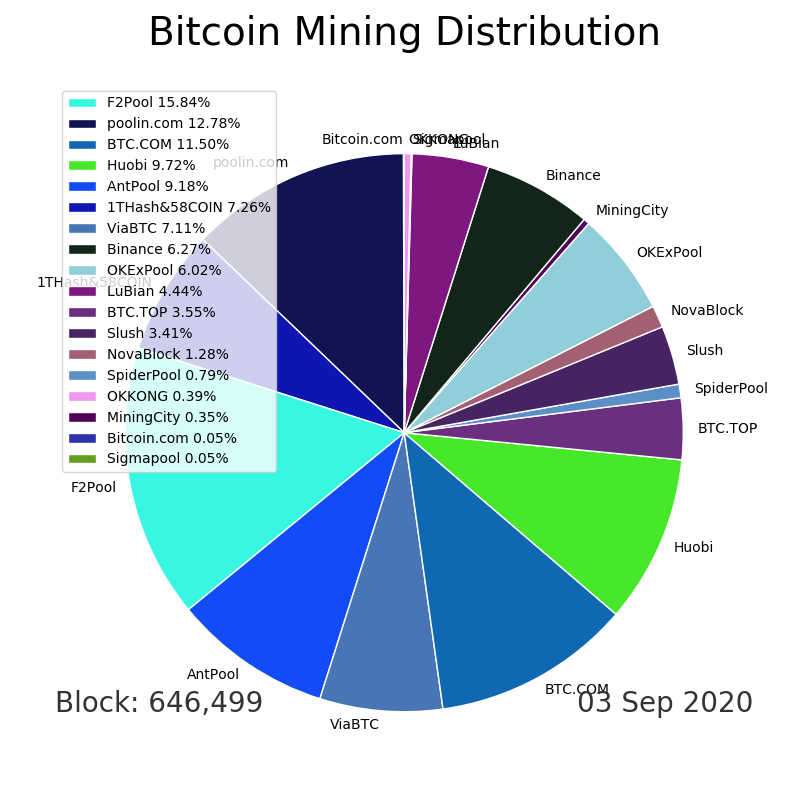 Bitcoin Mining Distribution
F2Pool 15.84%
poolin.com 12.78%
BTC.COM 11.50%
Huobi 9.72%
AntPool 9.18%
1THash&58COIN 7.26%
ViaBTC 7.11%
Binance 6.27%
OKExPool 6.02%
LuBian 4.44%
BTC.TOP 3.55%
Slush 3.41%
NovaBlock 1.28%
SpiderPool 0.79%
OKKONG 0.39%
MiningCity 0.35%
Bitcoin.com 0.05%
Sigmapool 0.05%
Bitcoin.com
OKKONG
Sigmapool
LuBian
poolin.com
Binance
MiningCity
OKExPool
1THash&58COIN
NovaBlock
Slush
SpiderPool
BTC.TOP
F2Pool
Huobi
AntPool
BTC.COM
ViaBTC
Block: 646,499
03 Sep 2020